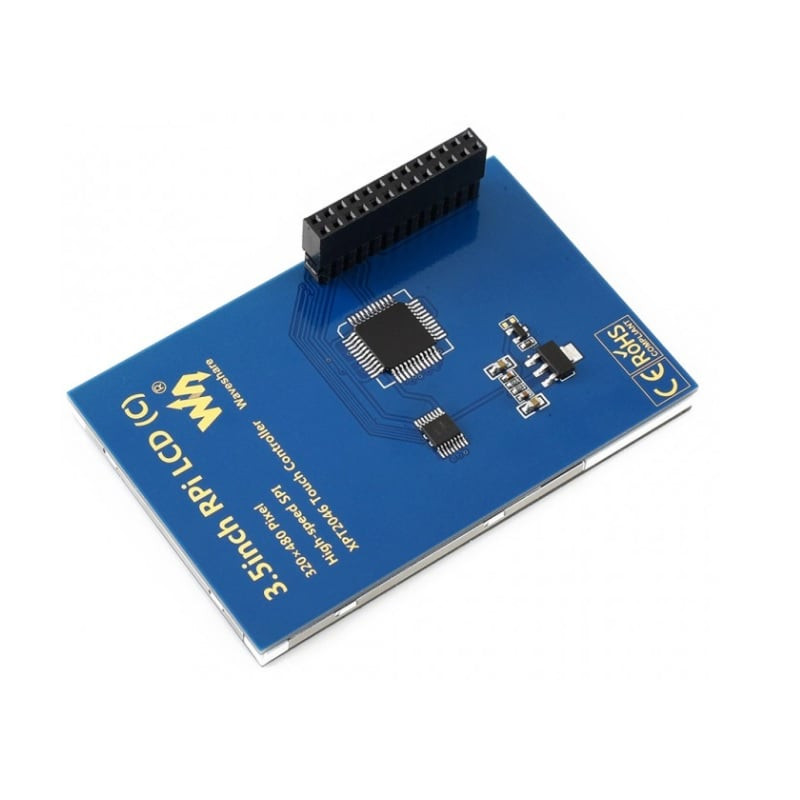 3.5inch RPi LCD (C)
®
Waveshare
320×480 Pixel
High-speed SPI
XPT2046 Touch Controller
CE RoHS
COMPLIANT